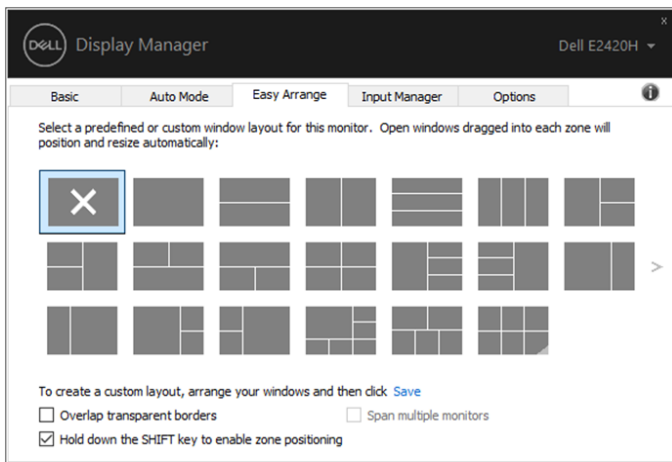 x
DELL Display Manager Dell E2420H
Basic Auto Mode Easy Arrange Input Manager Options
Select a predefined or custom window layout for this monitor. Open windows dragged into each zone will
position and resize automatically:
To create a custom layout, arrange your windows and then click Save
Overlap transparent borders Span multiple monitors
Hold down the SHIFT key to enable zone positioning